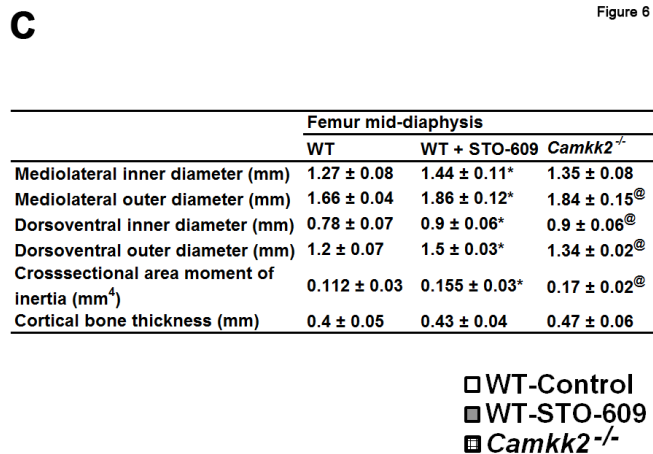 C
Figure 6
Femur mid-diaphysis
WT WT + STO-609 Camkk2-/-
Mediolateral inner diameter (mm) 1.27 ± 0.08 1.44 ± 0.11* 1.35 ± 0.08
Mediolateral outer diameter (mm) 1.66 ± 0.04 1.86 ± 0.12* 1.84 ± 0.15@
Dorsoventral inner diameter (mm) 0.78 ± 0.07 0.9 ± 0.06* 0.9 ± 0.06@
Dorsoventral outer diameter (mm) 1.2 ± 0.07 1.5 ± 0.03* 1.34 ± 0.02@
Crosssectional area moment of
inertia (mm4) 0.112 ± 0.03 0.155 ± 0.03* 0.17 ± 0.02@
Cortical bone thickness (mm) 0.4 ± 0.05 0.43 ± 0.04 0.47 ± 0.06
WT-Control
WT-STO-609
Camkk2-/-